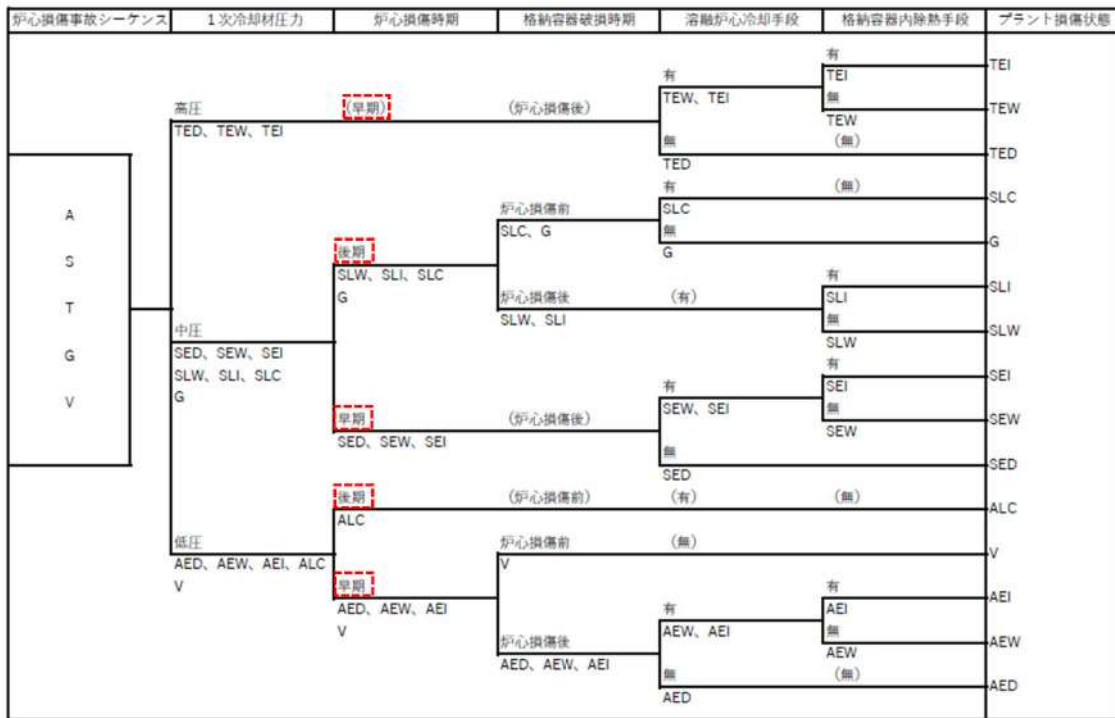 炉心損傷事故シーケンス
１次冷却材圧力
炉心損傷時期
格納容器破損時期
溶融炉心冷却手段
格納容器内除熱手段
プラント損傷状態
A
S
T
G
V
高圧
TED、TEW、TEI
(早期)
(炉心損傷後)
有
TEW、TEI
有
TEI
無
TEW
無
TED
(無)
TEI
TEW
TED
中圧
SED、SEW、SEI
SLW、SLI、SLC
G
後期
SLW、SLI、SLC
G
炉心損傷前
SLC、G
有
SLC
無
G
(無)
SLC
G
炉心損傷後
SLW、SLI
(有)
有
SLI
無
SLW
SLI
SLW
早期
SED、SEW、SEI
(炉心損傷後)
有
SEW、SEI
有
SEI
無
SEW
無
SED
SEI
SEW
SED
低圧
AED、AEW、AEI、ALC
V
後期
ALC
(炉心損傷前)
(有)
(無)
ALC
早期
AED、AEW、AEI
V
炉心損傷前
V
(無)
V
炉心損傷後
AED、AEW、AEI
有
AEW、AEI
有
AEI
無
AEW
無
AED
(無)
AEI
AEW
AED